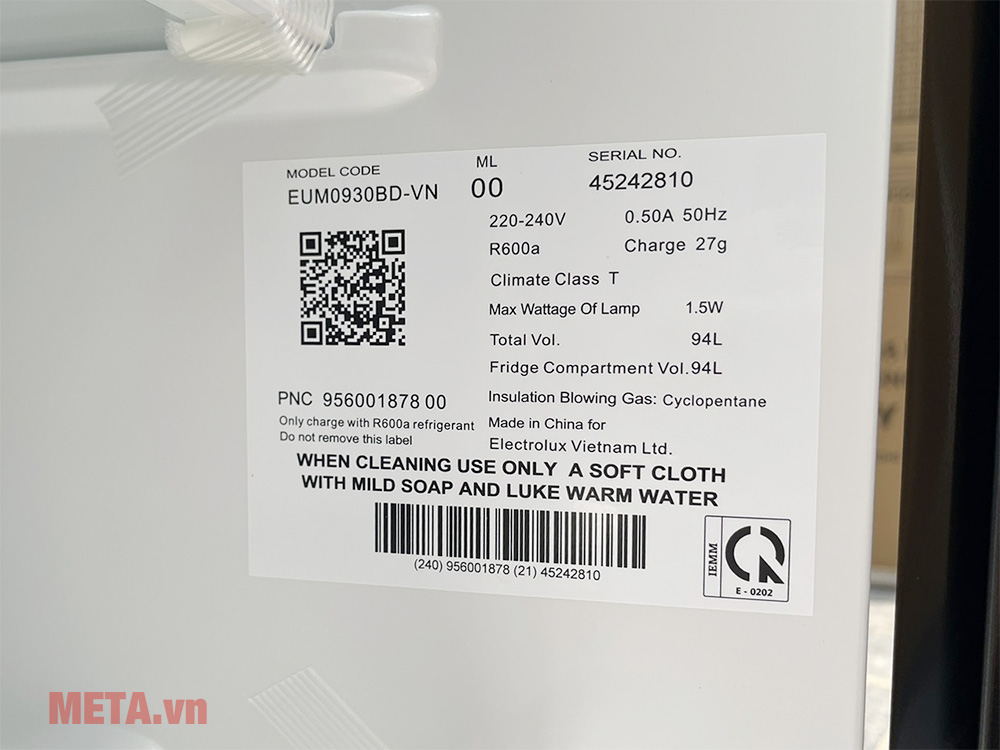 MODEL CODE ML SERIAL NO.
EUM0930BD-VN 00 45242810
220-240V 0.50A 50Hz
R600a Charge 27g
Climate Class T
Max Wattage Of Lamp 1.5W
Total Vol. 94L
Fridge Compartment Vol. 94L
PNC 956001878 00
Insulation Blowing Gas: Cyclopentane
Only charge with R600a refrigerant
Do not remove this label
Made in China for
Electrolux Vietnam Ltd.
WHEN CLEANING USE ONLY A SOFT CLOTH
WITH MILD SOAP AND LUKE WARM WATER
(240) 956001878 (21) 45242810
IEMM
E - 0202
META.vn